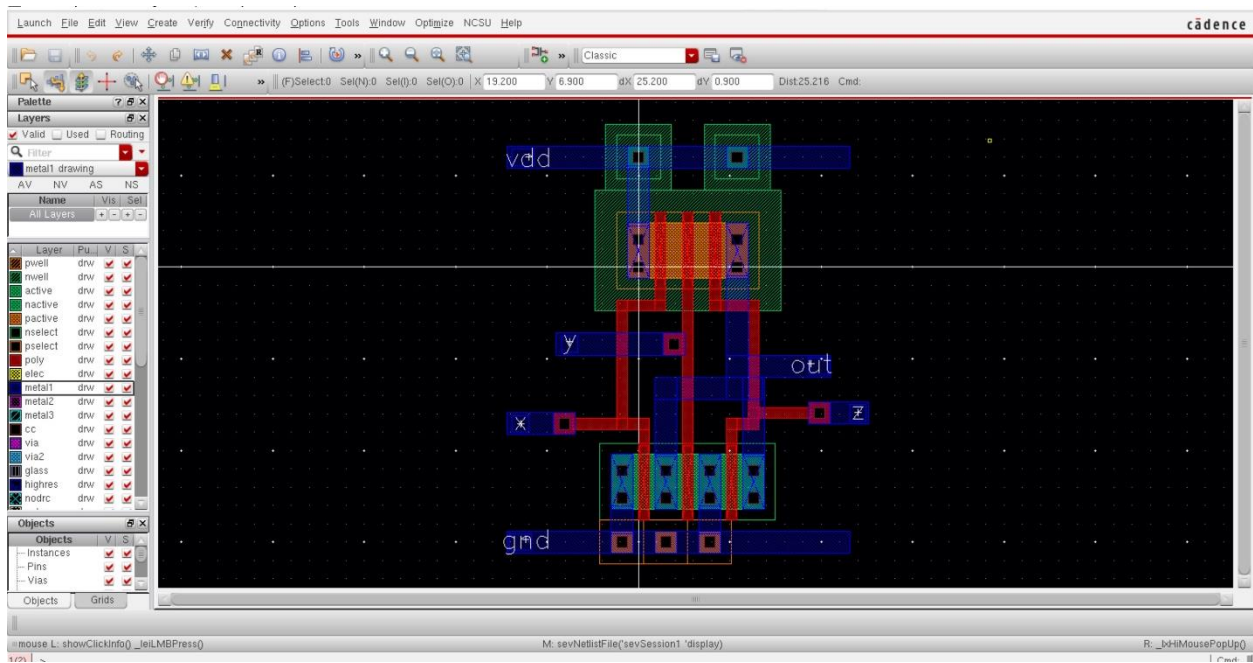 Launch File Edit View Create Verify Connectivity Options Tools Window Optimize NCSU Help
cādence
» » Classic
» (F)Select:0 Sel(N):0 Sel(I):0 Sel(O):0 X 19.200 Y 6.900 dX 25.200 dY 0.900 Dist:25.216 Cmd:
Palette ? X
Layers
Valid Used Routing
Filter
metal1 drawing
AV NV AS NS
Name Vis Sel
All Layers + - + -
Layer Pu... V S
pwell drw
nwell drw
active drw
nactive drw
pactive drw
nselect drw
pselect drw
poly drw
elec drw
metal1 drw
metal2 drw
metal3 drw
cc drw
via drw
via2 drw
glass drw
highres drw
nodrc drw
Objects
Objects V S
Instances
Pins
Vias
Objects Grids
vdd
y
out
x
z
gnd
mouse L: showClickInfo() _leiLMBPress() M: sevNetlistFile('sevSession1 'display) R: _lxHiMousePopUp()
1(2) > Cmd: